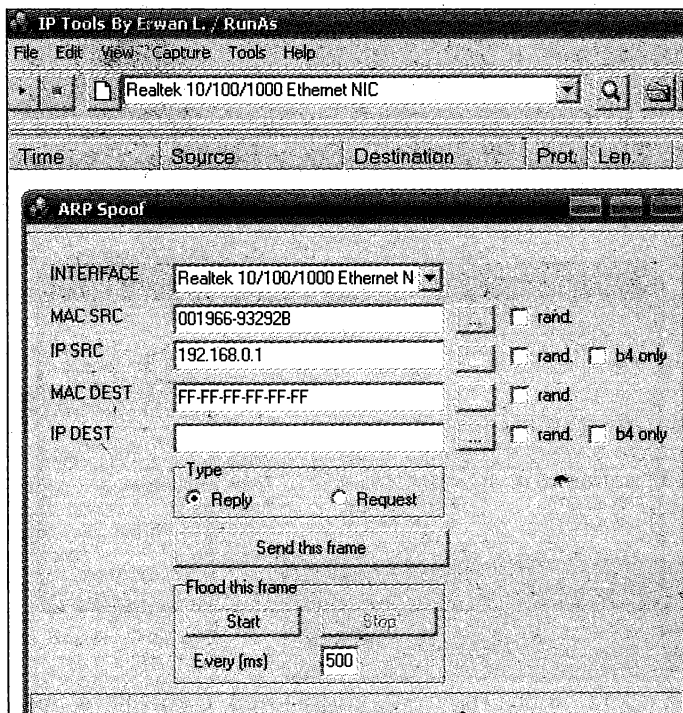 IP Tools By Erwan L. / RunAs
File Edit View Capture Tools Help
Realtek 10/100/1000 Ethernet NIC
Time Source Destination Prot. Len.
ARP Spoof
INTERFACE Realtek 10/100/1000 Ethernet N
MAC SRC 001966-93292B ... rand.
IP SRC 192.168.0.1 ... rand. b4 only
MAC DEST FF-FF-FF-FF-FF-FF ... rand.
IP DEST ... rand. b4 only
Type
Reply Request
Send this frame
Flood this frame
Start Stop
Every (ms) 500